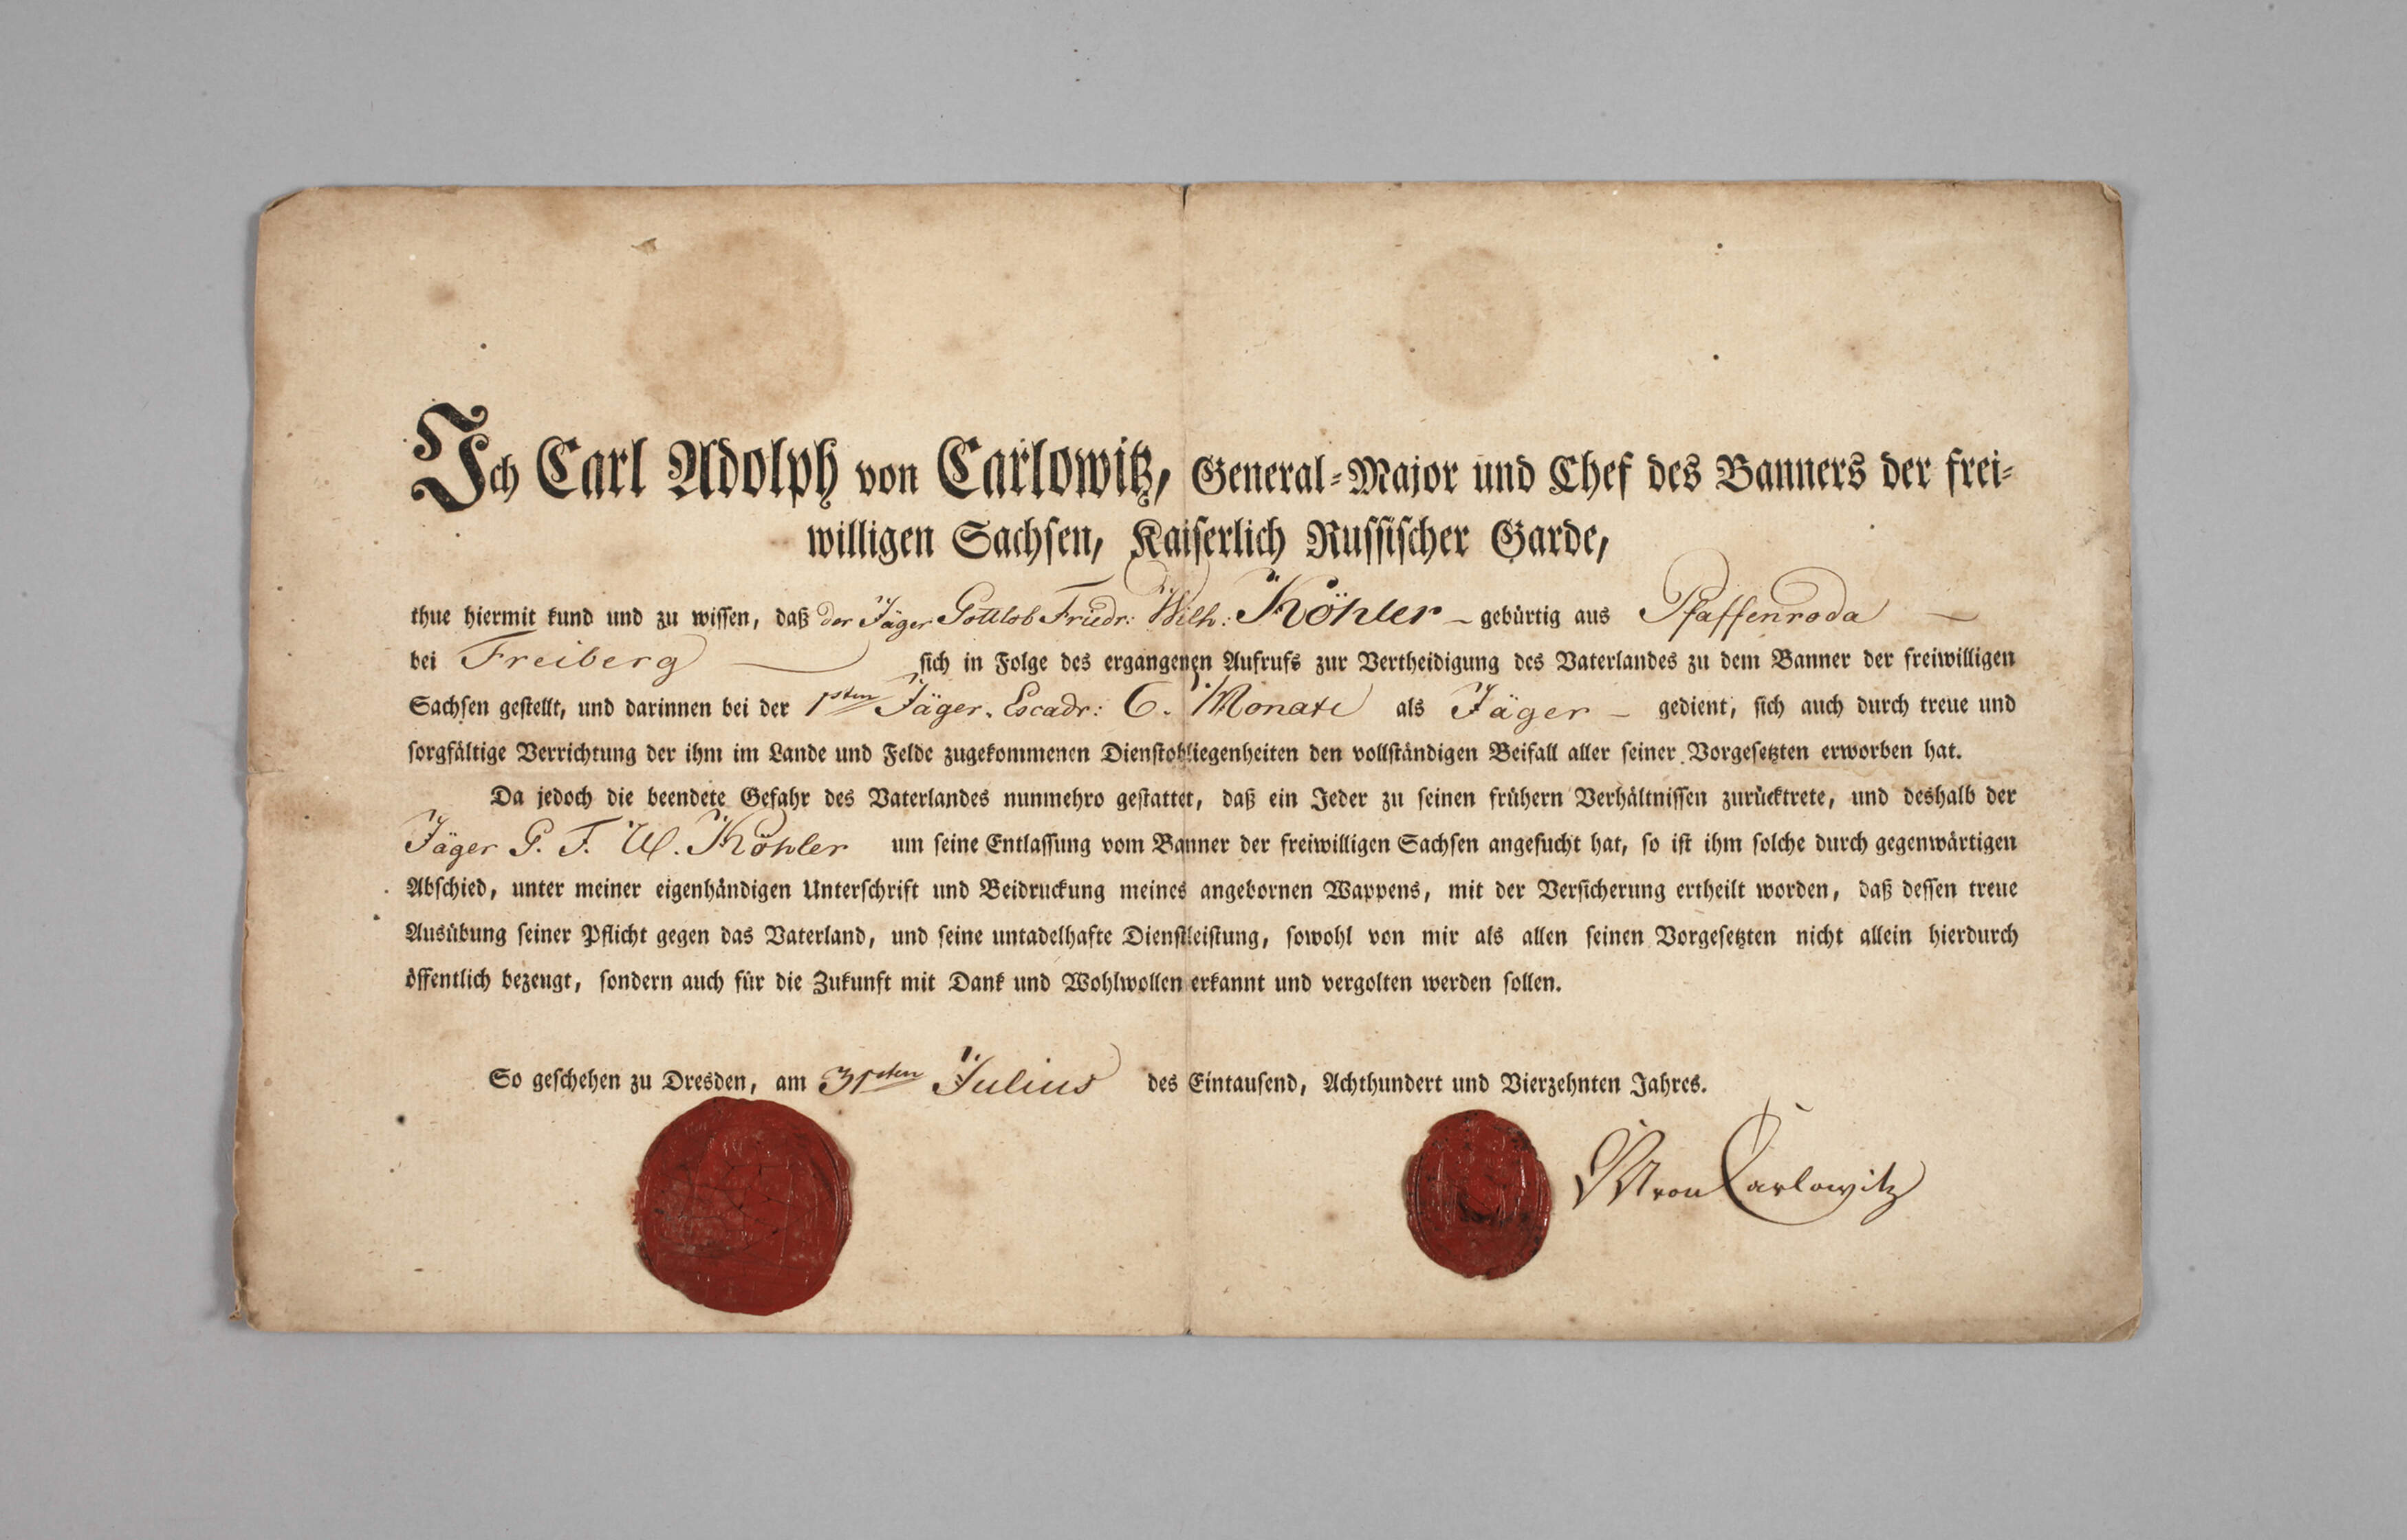 Ich Carl Adolph von Carlowitz, General-Major und Chef des Banners der frei-
willigen Sachsen, Kaiserlich Russischer Garde,
thue hiermit kund und zu wissen, daß der Jäger Gottlob Friedr: Wilh: Köhler – gebürtig aus Pfaffenroda –
bei Freiberg — sich in Folge des ergangenen Aufrufs zur Vertheidigung des Vaterlandes zu dem Banner der freiwilligen
Sachsen gestellt, und darinnen bei der 1sten Jäger. Escadr: 6. Monate als Jäger – gedient, sich auch durch treue und
sorgfältige Verrichtung der ihm im Lande und Felde zugekommenen Dienstobliegenheiten den vollständigen Beifall aller seiner Vorgesetzten erworben hat.
Da jedoch die beendete Gefahr des Vaterlandes nunmehro gestattet, daß ein Jeder zu seinen frühern Verhältnissen zurücktrete, und deshalb der
Jäger G. F. W. Köhler um seine Entlassung vom Banner der freiwilligen Sachsen angesucht hat, so ist ihm solche durch gegenwärtigen
Abschied, unter meiner eigenhändigen Unterschrift und Beidruckung meines angebornen Wappens, mit der Versicherung ertheilt worden, daß dessen treue
Ausübung seiner Pflicht gegen das Vaterland, und seine untadelhafte Dienstleistung, sowohl von mir als allen seinen Vorgesetzten nicht allein hierdurch
öffentlich bezeugt, sondern auch für die Zukunft mit Dank und Wohlwollen erkannt und vergolten werden sollen.
So geschehen zu Dresden, am 31sten Julius des Eintausend, Achthundert und Vierzehnten Jahres.
von Carlowitz